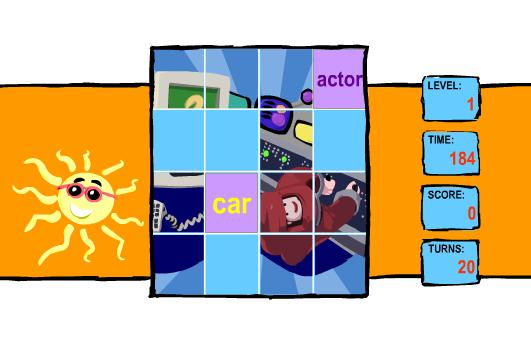 actor
car
LEVEL:
1
TIME:
184
SCORE:
0
TURNS:
20